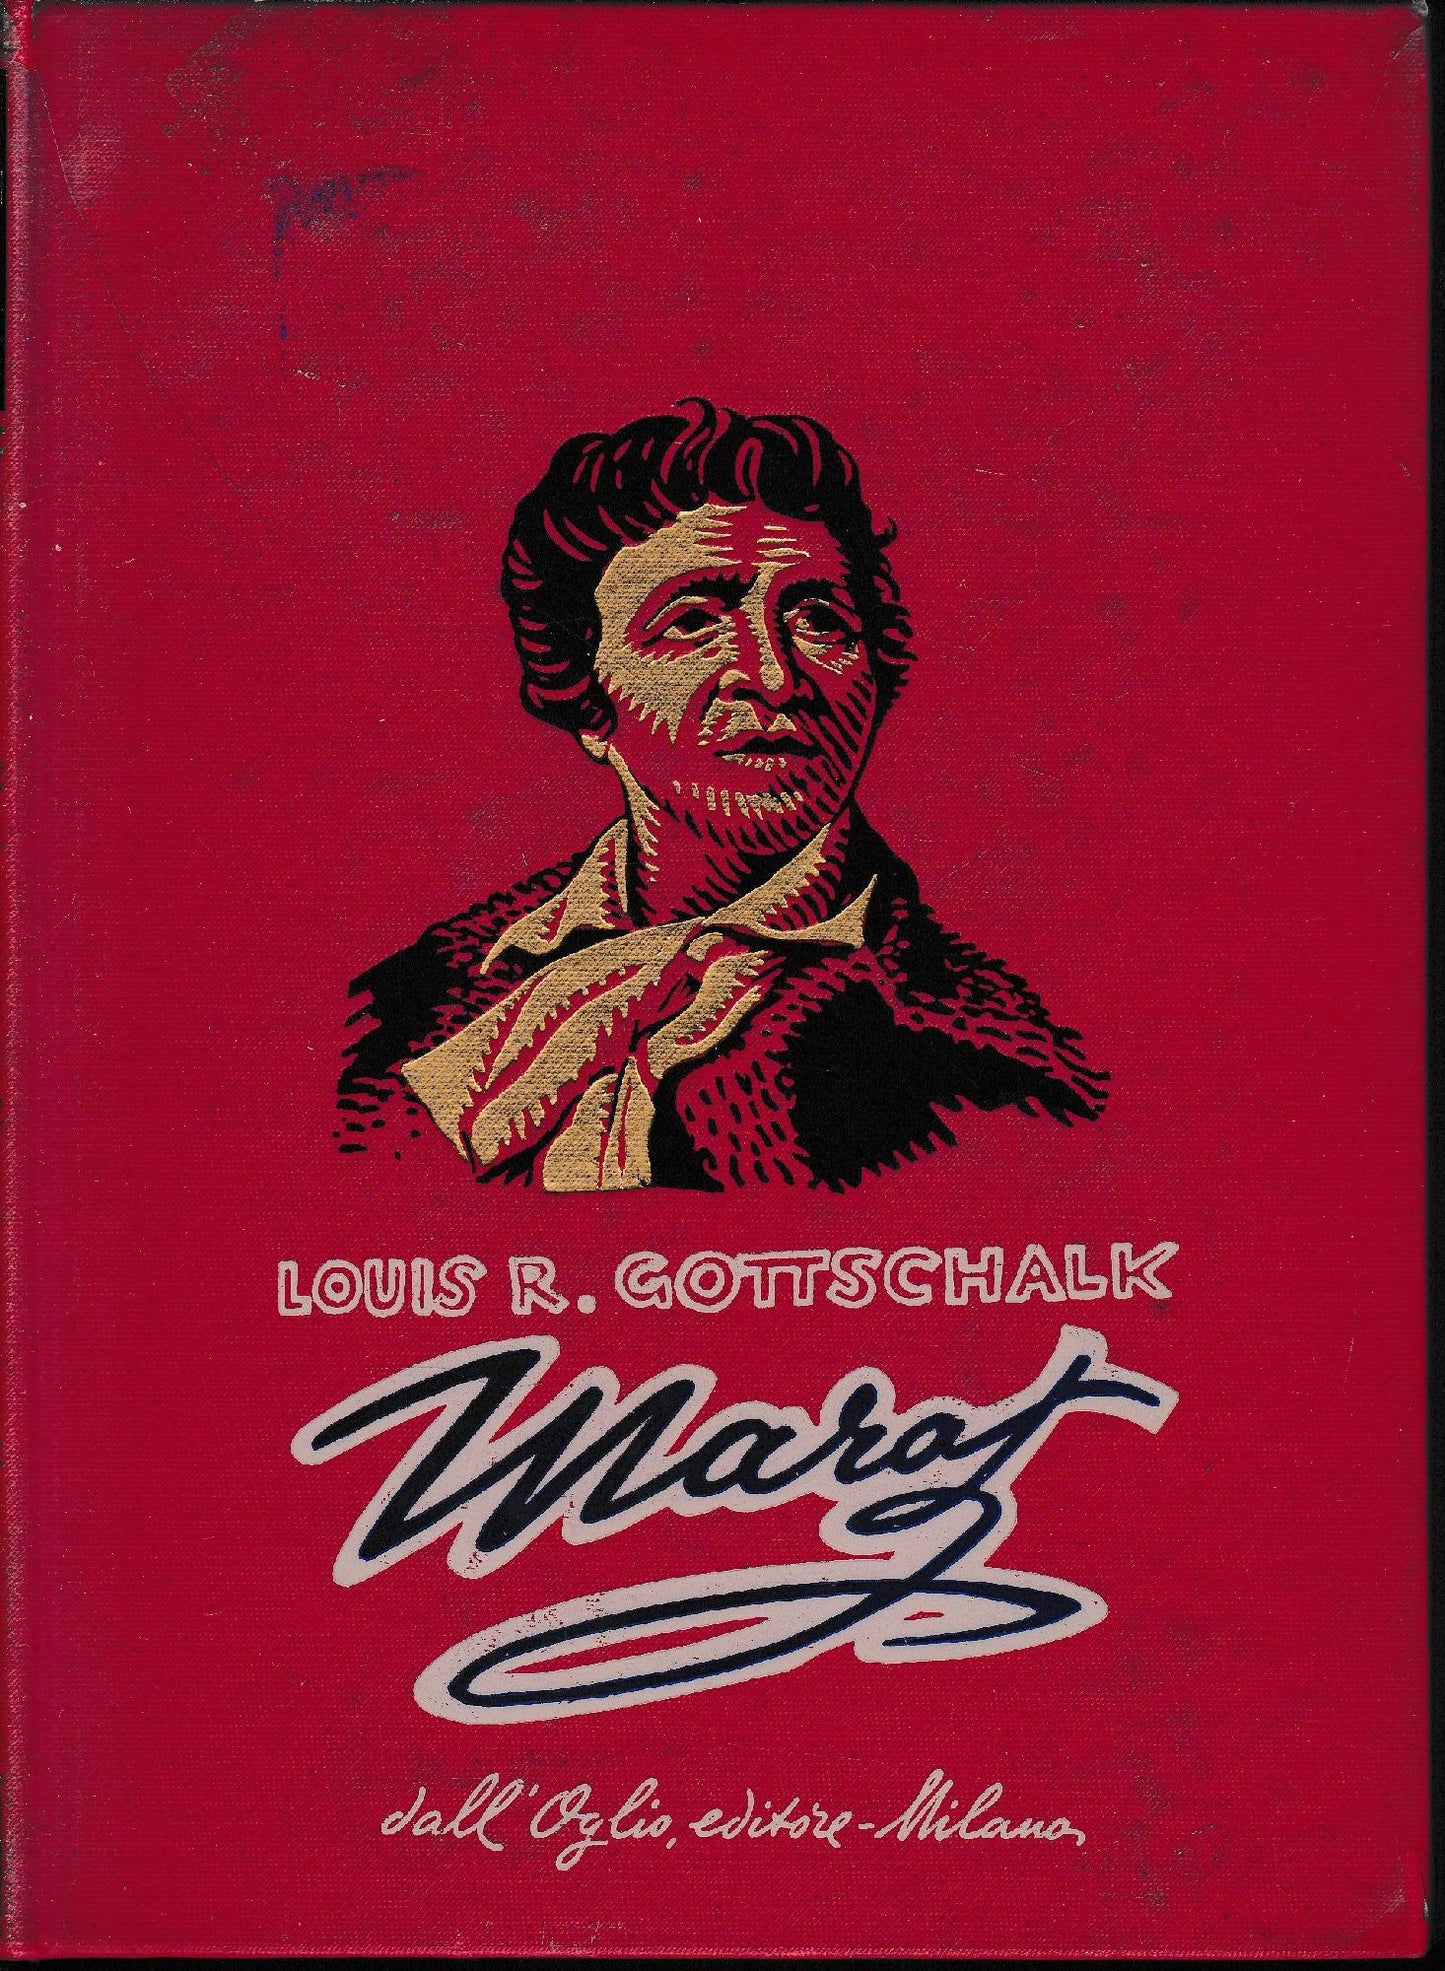 LOUIS R. GOTTSCHALK
Marat
dall'Oglio, editore - Milano